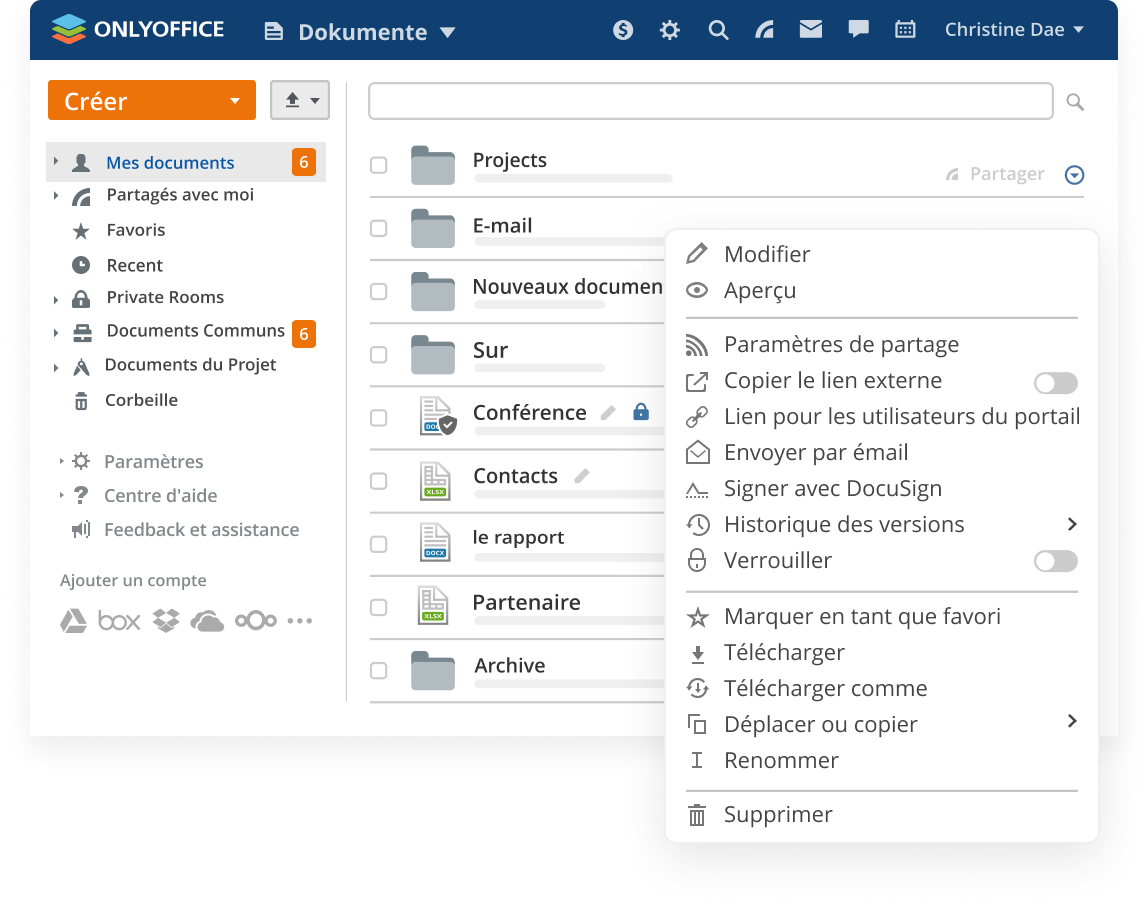 ONLYOFFICE
Dokumente
Christine Dae
Créer
Mes documents 6
Partagés avec moi
Favoris
Recent
Private Rooms
Documents Communs 6
Documents du Projet
Corbeille
Paramètres
Centre d'aide
Feedback et assistance
Ajouter un compte
box
Projects
Partager
E-mail
Nouveaux documen
Sur
Conférence
DOC
Contacts
XLSX
le rapport
DOCX
Partenaire
XLSX
Archive
Modifier
Aperçu
Paramètres de partage
Copier le lien externe
Lien pour les utilisateurs du portail
Envoyer par émail
Signer avec DocuSign
Historique des versions
Verrouiller
Marquer en tant que favori
Télécharger
Télécharger comme
Déplacer ou copier
Renommer
Supprimer